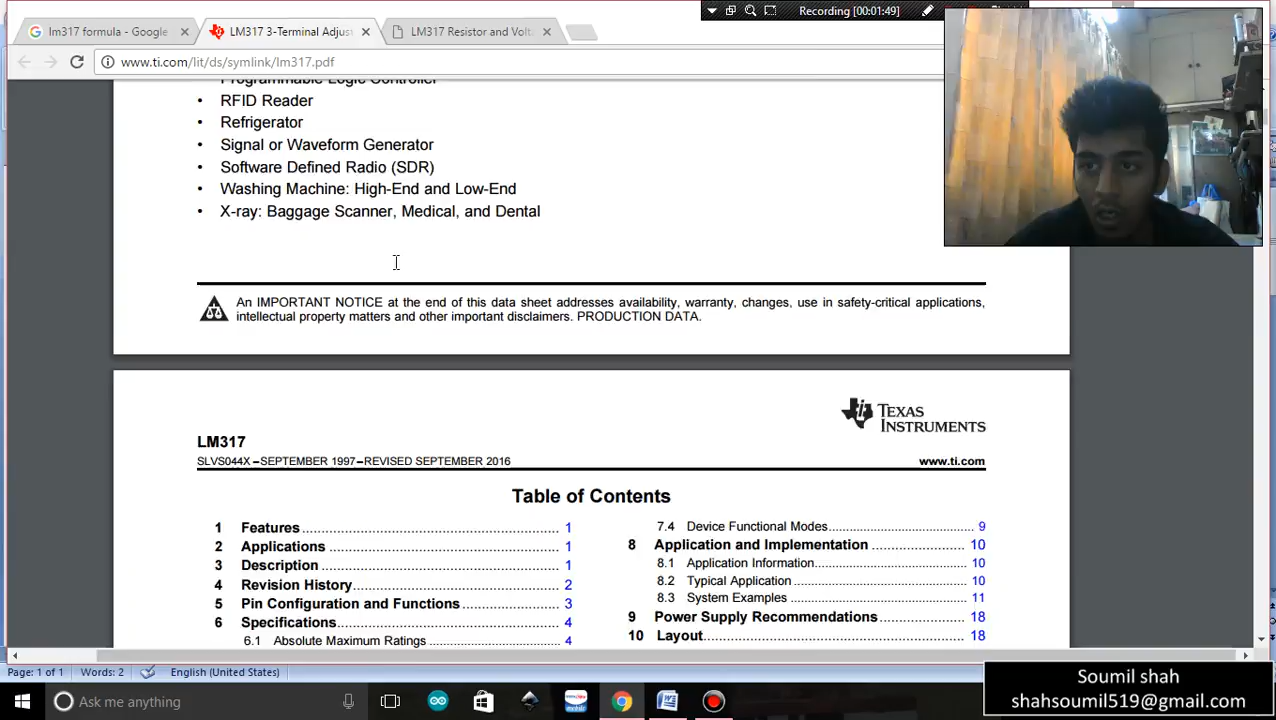 Recording [00:01:49]
lm317 formula - Google
LM317 3-Terminal Adjust
LM317 Resistor and Volta
www.ti.com/lit/ds/symlink/lm317.pdf
Programmable Logic Controller
• RFID Reader
• Refrigerator
• Signal or Waveform Generator
• Software Defined Radio (SDR)
• Washing Machine: High-End and Low-End
• X-ray: Baggage Scanner, Medical, and Dental
An IMPORTANT NOTICE at the end of this data sheet addresses availability, warranty, changes, use in safety-critical applications,
intellectual property matters and other important disclaimers. PRODUCTION DATA.
TEXAS
INSTRUMENTS
LM317
SLVS044X –SEPTEMBER 1997–REVISED SEPTEMBER 2016
www.ti.com
Table of Contents
1 Features 1
2 Applications 1
3 Description 1
4 Revision History 2
5 Pin Configuration and Functions 3
6 Specifications 4
6.1 Absolute Maximum Ratings 4
7.4 Device Functional Modes 9
8 Application and Implementation 10
8.1 Application Information 10
8.2 Typical Application 10
8.3 System Examples 11
9 Power Supply Recommendations 18
10 Layout 18
Page: 1 of 1
Words: 2
English (United States)
Ask me anything
Soumil shah
shahsoumil519@gmail.com